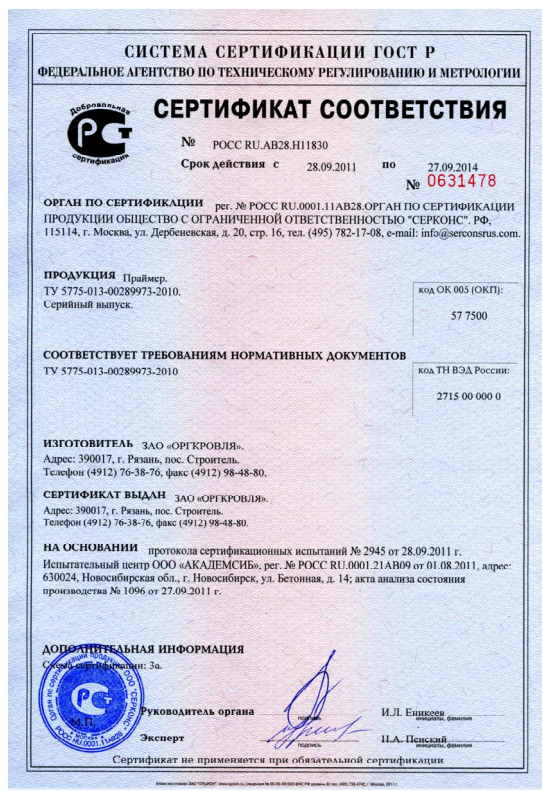 СИСТЕМА СЕРТИФИКАЦИИ ГОСТ Р
ФЕДЕРАЛЬНОЕ АГЕНТСТВО ПО ТЕХНИЧЕСКОМУ РЕГУЛИРОВАНИЮ И МЕТРОЛОГИИ
Добровольная
сертификация
СЕРТИФИКАТ СООТВЕТСТВИЯ
№ РОСС RU.АВ28.Н11830
Срок действия с 28.09.2011 по 27.09.2014
№ 0631478
ОРГАН ПО СЕРТИФИКАЦИИ рег. № РОСС RU.0001.11АВ28.ОРГАН ПО СЕРТИФИКАЦИИ
ПРОДУКЦИИ ОБЩЕСТВО С ОГРАНИЧЕННОЙ ОТВЕТСТВЕННОСТЬЮ "СЕРКОНС". РФ,
115114, г. Москва, ул. Дербеневская, д. 20, стр. 16, тел. (495) 782-17-08, e-mail: info@serconsrus.com.
ПРОДУКЦИЯ Праймер.
ТУ 5775-013-00289973-2010.
Серийный выпуск.
код ОК 005 (ОКП):
57 7500
СООТВЕТСТВУЕТ ТРЕБОВАНИЯМ НОРМАТИВНЫХ ДОКУМЕНТОВ
ТУ 5775-013-00289973-2010
код ТН ВЭД России:
2715 00 000 0
ИЗГОТОВИТЕЛЬ ЗАО «ОРГКРОВЛЯ».
Адрес: 390017, г. Рязань, пос. Строитель.
Телефон (4912) 76-38-76, факс (4912) 98-48-80.
СЕРТИФИКАТ ВЫДАН ЗАО «ОРГКРОВЛЯ».
Адрес: 390017, г. Рязань, пос. Строитель.
Телефон (4912) 76-38-76, факс (4912) 98-48-80.
НА ОСНОВАНИИ протокола сертификационных испытаний № 2945 от 28.09.2011 г.
Испытательный центр ООО «АКАДЕМСИБ», рег. № РОСС RU.0001.21АВ09 от 01.08.2011, адрес:
630024, Новосибирская обл., г. Новосибирск, ул. Бетонная, д. 14; акта анализа состояния
производства № 1096 от 27.09.2011 г.
ДОПОЛНИТЕЛЬНАЯ ИНФОРМАЦИЯ
Схема сертификации: 3а.
М.П.
Руководитель органа
подпись
И.Л. Еникеев
инициалы, фамилия
Эксперт
подпись
П.А. Пенский
инициалы, фамилия
Сертификат не применяется при обязательной сертификации